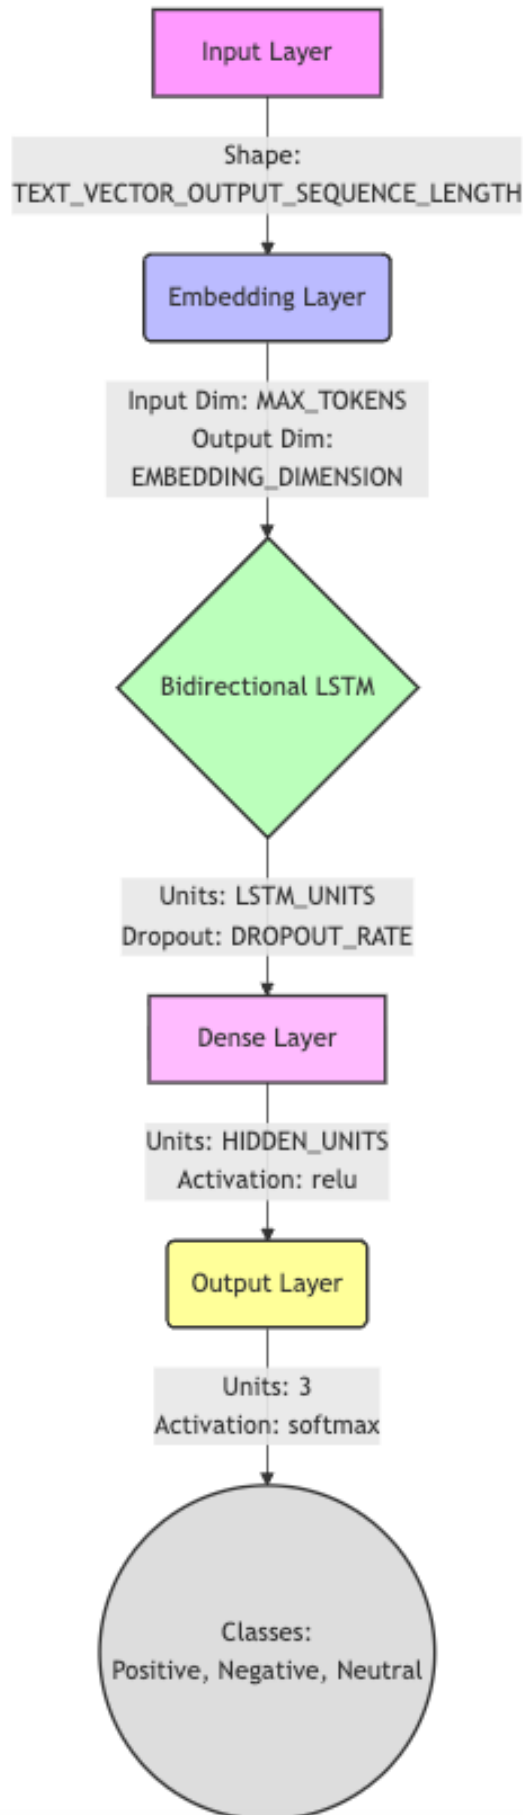 Input Layer
Shape:
TEXT_VECTOR_OUTPUT_SEQUENCE_LENGTH
Embedding Layer
Input Dim: MAX_TOKENS
Output Dim:
EMBEDDING_DIMENSION
Bidirectional LSTM
Units: LSTM_UNITS
Dropout: DROPOUT_RATE
Dense Layer
Units: HIDDEN_UNITS
Activation: relu
Output Layer
Units: 3
Activation: softmax
Classes:
Positive, Negative, Neutral